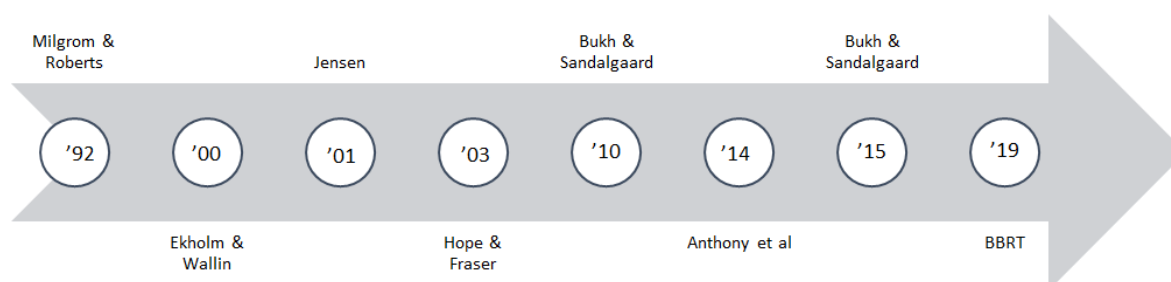 Milgrom &
Roberts
Jensen
Bukh &
Sandalgaard
Bukh &
Sandalgaard
’92
’00
’01
’03
’10
’14
’15
’19
Ekholm &
Wallin
Hope &
Fraser
Anthony et al
BBRT